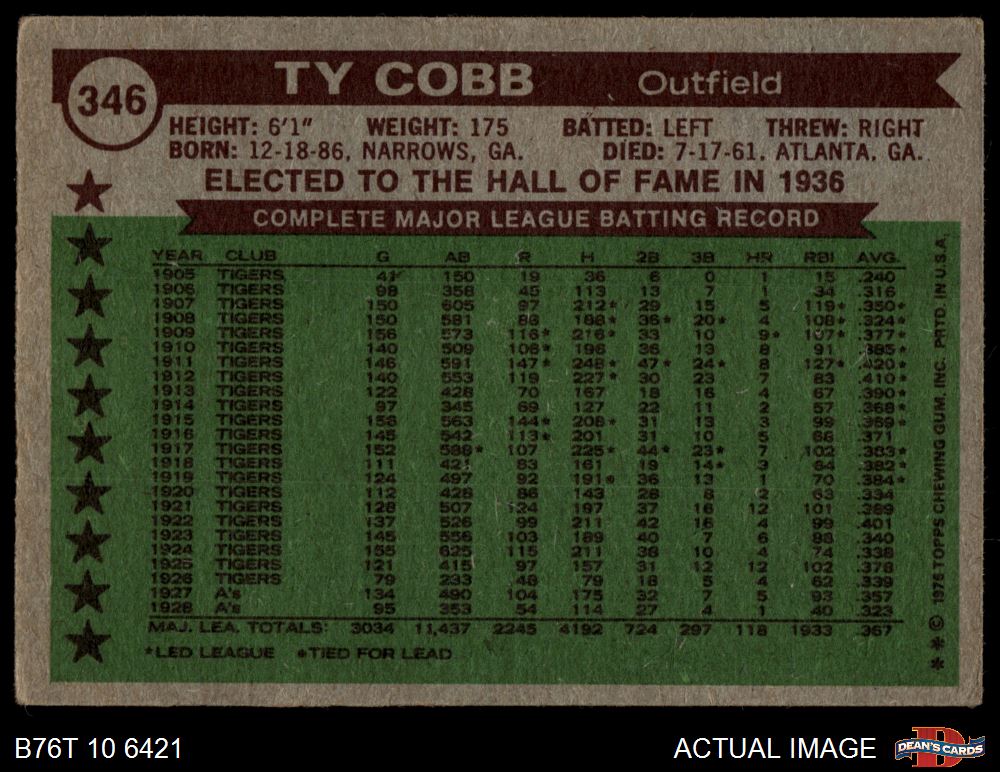 346
TY COBB Outfield
HEIGHT: 6'1" WEIGHT: 175 BATTED: LEFT THREW: RIGHT
BORN: 12-18-86, NARROWS, GA. DIED: 7-17-61, ATLANTA, GA.
ELECTED TO THE HALL OF FAME IN 1936
COMPLETE MAJOR LEAGUE BATTING RECORD
YEAR CLUB G AB R H 2B 3B HR RBI AVG.
1905 TIGERS 41 150 19 36 6 0 1 15 .240
1906 TIGERS 98 358 45 113 13 7 1 34 .316
1907 TIGERS 150 605 97 212* 29 15 5 119* .350*
1908 TIGERS 150 581 88 188* 36* 20* 4 108* .324*
1909 TIGERS 156 573 116* 216* 33 10 9* 107* .377*
1910 TIGERS 140 509 106* 196 36 13 8 91 .385*
1911 TIGERS 146 591 147* 248* 47* 24* 8 127* .420*
1912 TIGERS 140 553 119 227* 30 23 7 83 .410*
1913 TIGERS 122 428 70 167 18 16 4 67 .390*
1914 TIGERS 97 345 69 127 22 11 2 57 .368*
1915 TIGERS 156 563 144* 208* 31 13 3 99 .369*
1916 TIGERS 145 542 113* 201 31 10 5 68 .371
1917 TIGERS 152 588* 107 225* 44* 23* 7 102 .383*
1918 TIGERS 111 421 83 161 19 14* 3 64 .382*
1919 TIGERS 124 497 92 191• 36 13 1 70 .384*
1920 TIGERS 112 428 86 143 28 8 2 63 .334
1921 TIGERS 128 507 124 197 37 16 12 101 .389
1922 TIGERS 137 526 99 211 42 16 4 99 .401
1923 TIGERS 145 556 103 189 40 7 6 88 .340
1924 TIGERS 155 625 115 211 38 10 4 74 .338
1925 TIGERS 121 415 97 157 31 12 12 102 .378
1926 TIGERS 79 233 48 79 18 5 4 62 .339
1927 A's 134 490 104 175 32 7 5 93 .357
1928 A's 95 353 54 114 27 4 1 40 .323
MAJ. LEA. TOTALS: 3034 11,437 2245 4192 724 297 118 1933 .367
*LED LEAGUE •TIED FOR LEAD
* * © 1976 TOPPS CHEWING GUM, INC. PRTD. IN U.S.A.
B76T 10 6421
ACTUAL IMAGE
D
DEAN'S CARDS